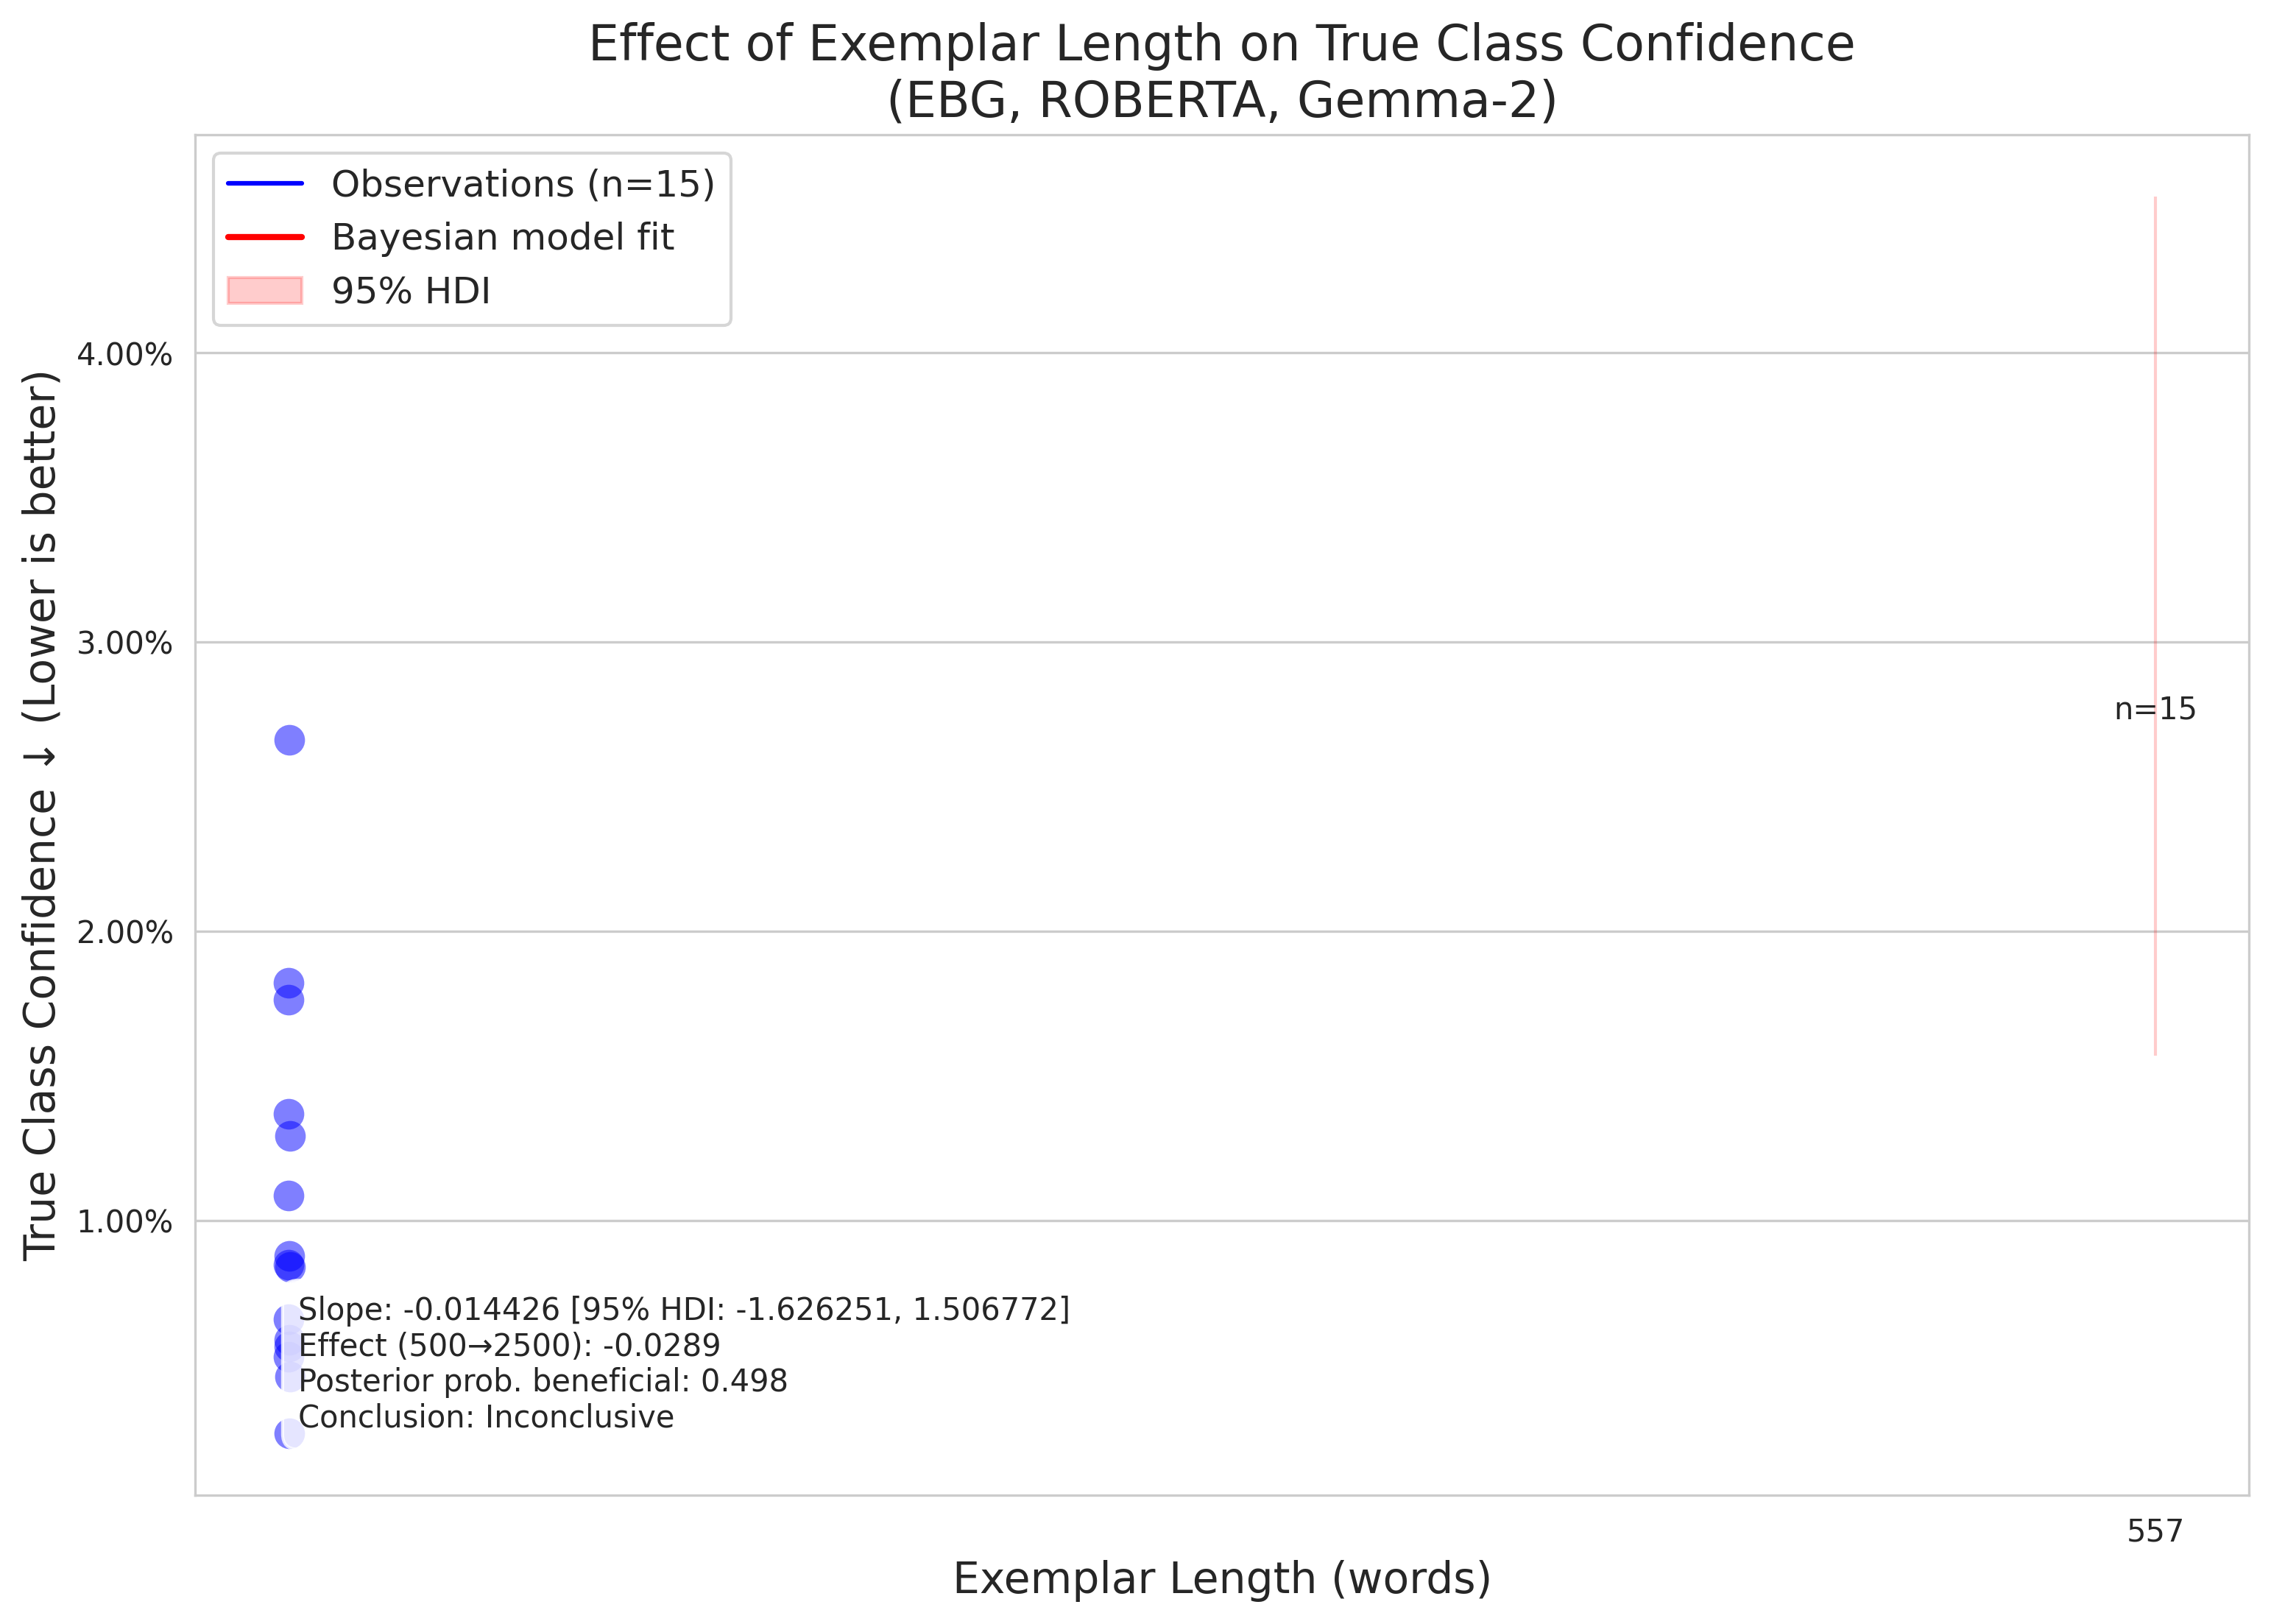 Effect of Exemplar Length on True Class Confidence
(EBG, ROBERTA, Gemma-2)
Observations (n=15)
Bayesian model fit
95% HDI
True Class Confidence ↓ (Lower is better)
4.00%
3.00%
2.00%
1.00%
n=15
Slope: -0.014426 [95% HDI: -1.626251, 1.506772]
Effect (500→2500): -0.0289
Posterior prob. beneficial: 0.498
Conclusion: Inconclusive
557
Exemplar Length (words)